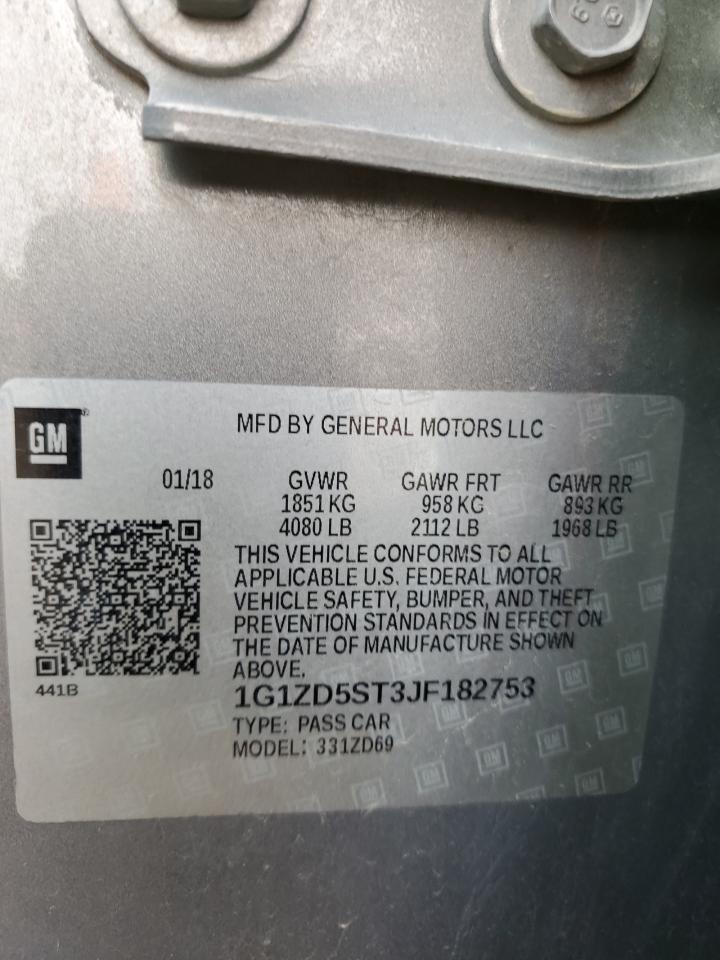 GM
MFD BY GENERAL MOTORS LLC
01/18 GVWR GAWR FRT GAWR RR
1851 KG 958 KG 893 KG
4080 LB 2112 LB 1968 LB
THIS VEHICLE CONFORMS TO ALL
APPLICABLE U.S. FEDERAL MOTOR
VEHICLE SAFETY, BUMPER, AND THEFT
PREVENTION STANDARDS IN EFFECT ON
THE DATE OF MANUFACTURE SHOWN
ABOVE.
441B
1G1ZD5ST3JF182753
TYPE: PASS CAR
MODEL: 331ZD69